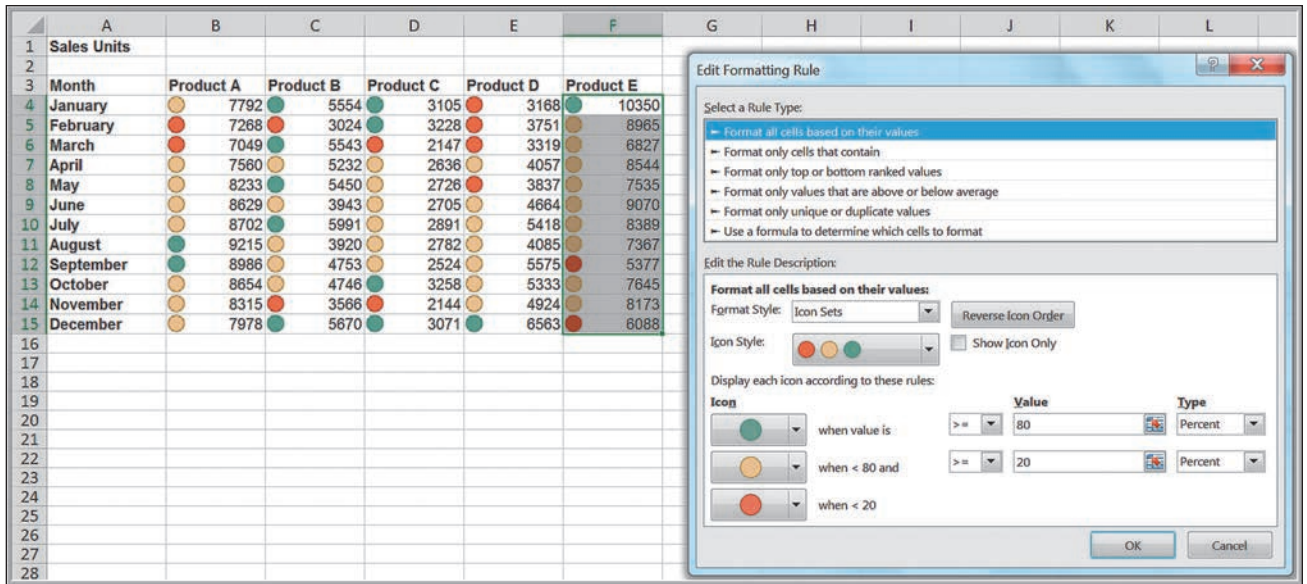 A B C D E F G H I J K L
1 Sales Units
2
3 Month Product A Product B Product C Product D Product E
4 January 7792 5554 3105 3168 10350
5 February 7268 3024 3228 3751 8965
6 March 7049 5543 2147 3319 6827
7 April 7560 5232 2636 4057 8544
8 May 8233 5450 2726 3837 7535
9 June 8629 3943 2705 4664 9070
10 July 8702 5991 2891 5418 8389
11 August 9215 3920 2782 4085 7367
12 September 8986 4753 2524 5575 5377
13 October 8654 4746 3258 5333 7645
14 November 8315 3566 2144 4924 8173
15 December 7978 5670 3071 6563 6088
16
17
18
19
20
21
22
23
24
25
26
27
28
Edit Formatting Rule
Select a Rule Type:
► Format all cells based on their values
► Format only cells that contain
► Format only top or bottom ranked values
► Format only values that are above or below average
► Format only unique or duplicate values
► Use a formula to determine which cells to format
Edit the Rule Description:
Format all cells based on their values:
Format Style: Icon Sets Reverse Icon Order
Icon Style: Show Icon Only
Display each icon according to these rules:
Icon Value Type
when value is >= 80 Percent
when < 80 and >= 20 Percent
when < 20
OK Cancel